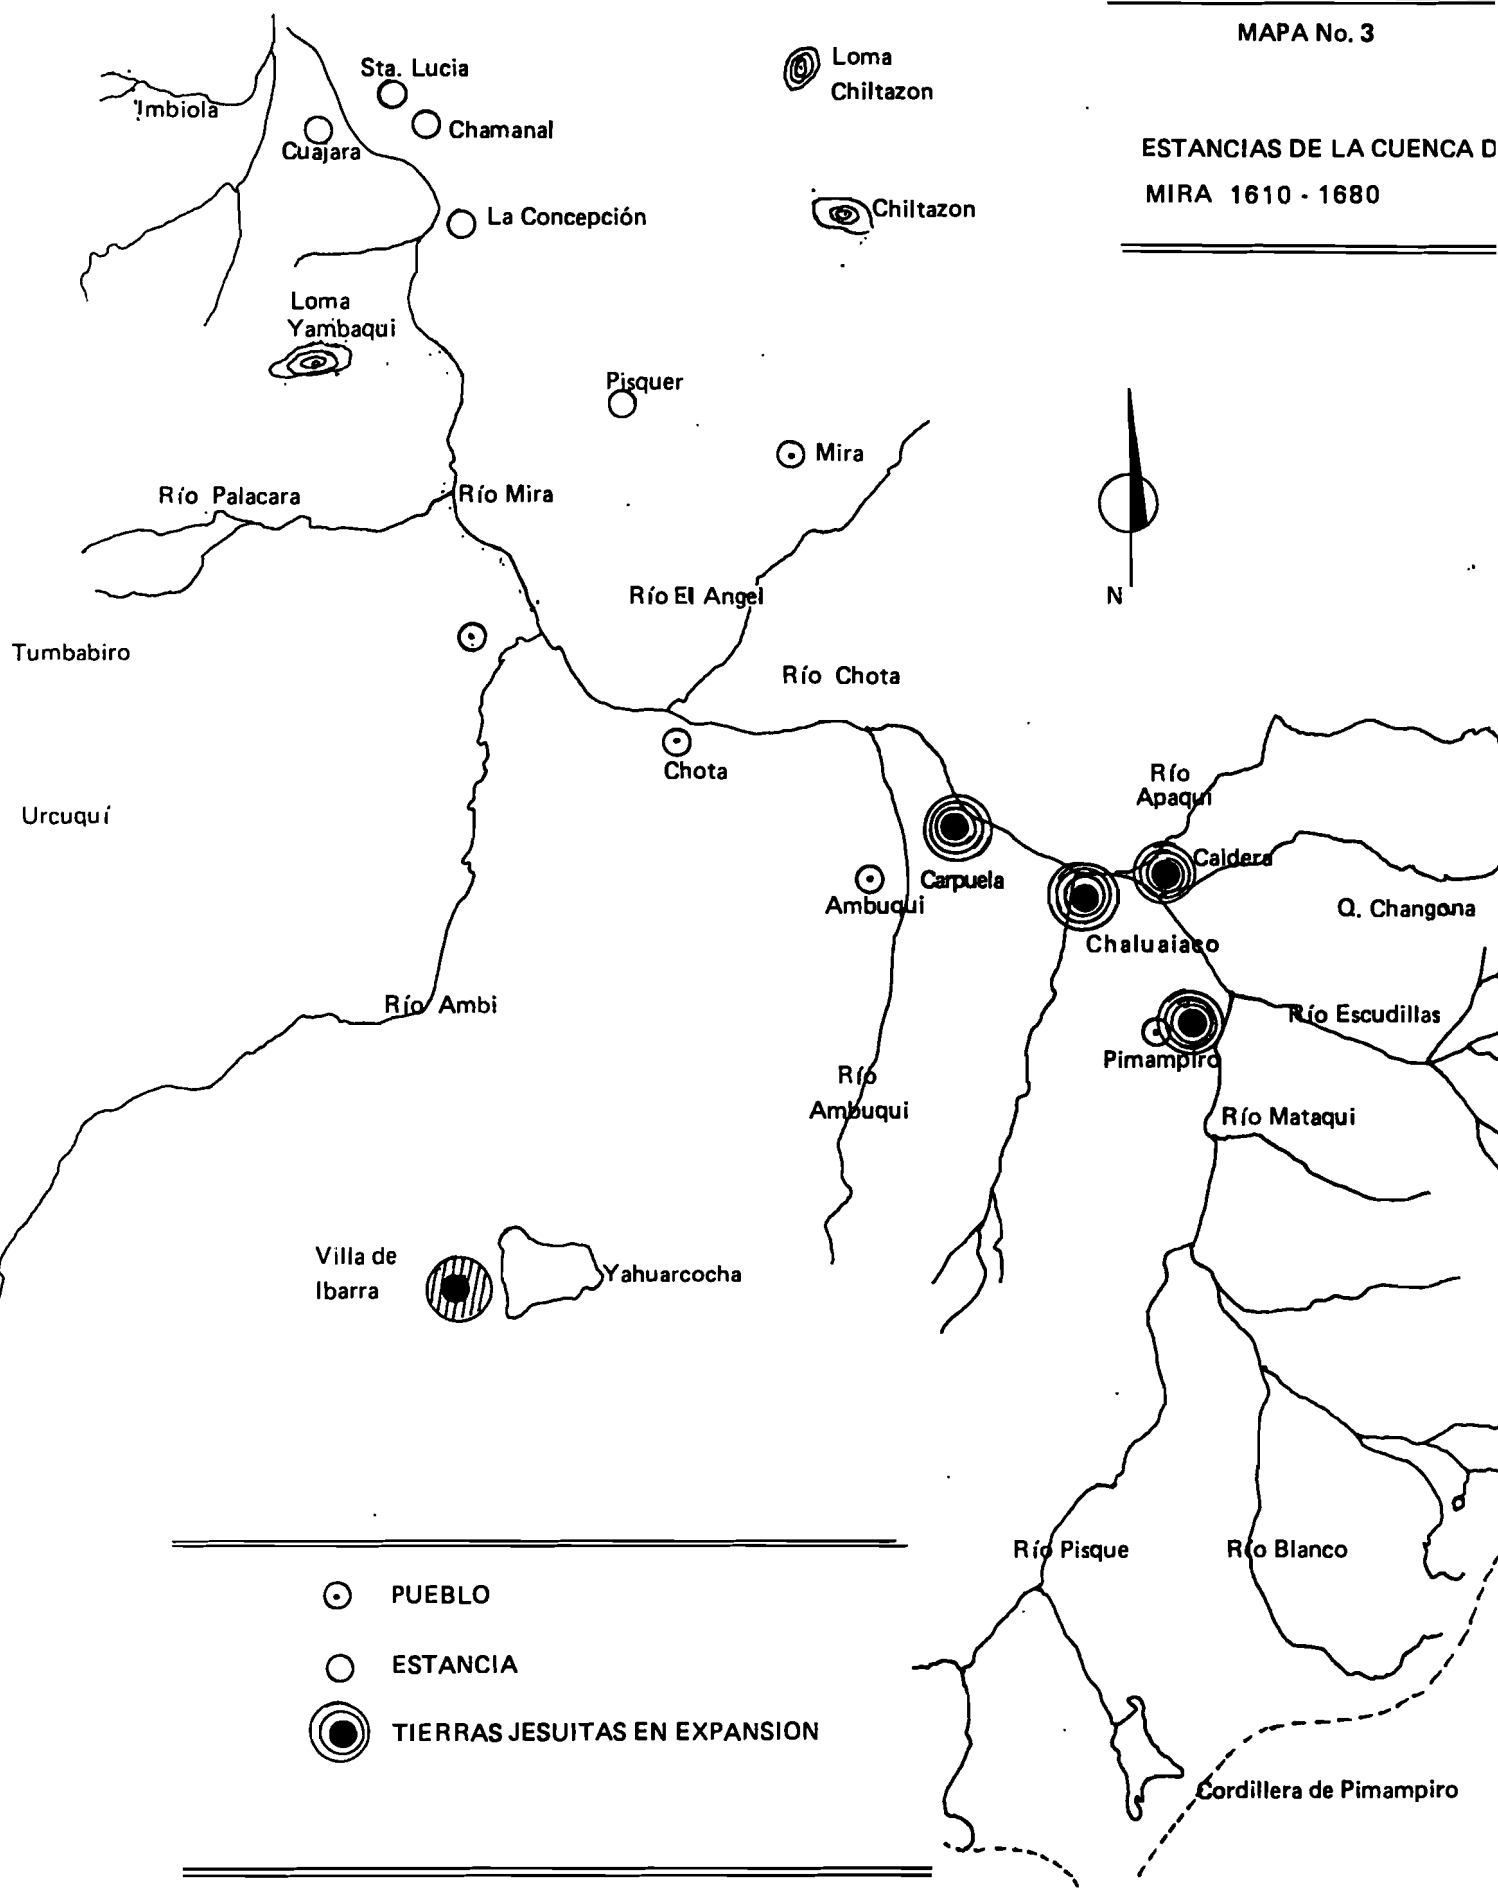 MAPA No. 3
ESTANCIAS DE LA CUENCA D
MIRA 1610 - 1680
Sta. Lucia
Loma
Chiltazon
Imbiola
Chamanal
Cuajara
Chiltazon
La Concepción
Loma
Yambaqui
Pisquer
Mira
Río Palacara
Río Mira
Río El Angel
N
Tumbabiro
Río Chota
Chota
Río
Apaqui
Urcuquí
Caldera
Carpuela
Ambuqui
Q. Changona
Chaluaiaco
Río Ambi
Río Escudillas
Pimampiro
Río
Ambuqui
Río Mataqui
Villa de
Ibarra
Yahuarcocha
Río Pisque
Río Blanco
PUEBLO
ESTANCIA
TIERRAS JESUITAS EN EXPANSION
Cordillera de Pimampiro